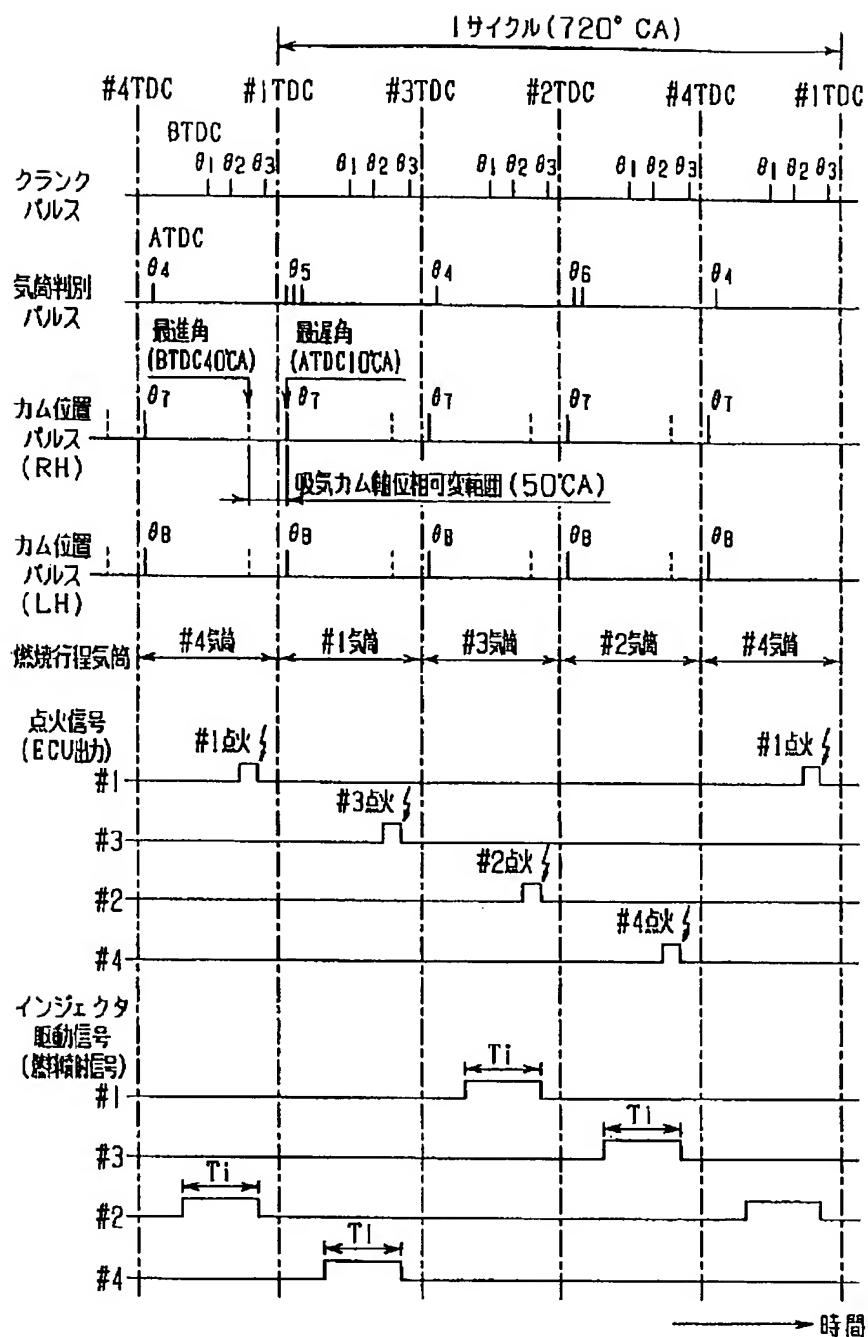 1サイクル(720° CA)
#4TDC #1TDC #3TDC #2TDC #4TDC #1TDC
BTDC
θ1 θ2 θ3 θ1 θ2 θ3 θ1 θ2 θ3 θ1 θ2 θ3 θ1 θ2 θ3
クランク
パルス
ATDC
θ4 θ5 θ4 θ6 θ4
気筒判別
パルス
最進角
(BTDC40℃A)
最遅角
(ATDC10℃A)
θ7 θ7 θ7 θ7 θ7
カム位置
パルス
(RH)
吸気カム軸位相可変範囲(50℃A)
θ8 θ8 θ8 θ8 θ8
カム位置
パルス
(LH)
燃焼行程気筒
#4気筒 #1気筒 #3気筒 #2気筒 #4気筒
点火信号
(ECU出力)
#1点火 #1点火
#1
#3点火
#3
#2点火
#2
#4点火
#4
インジェクタ
駆動信号
(燃料噴射信号)
Ti
#1
Ti
#3
Ti
#2
Ti
#4
時間